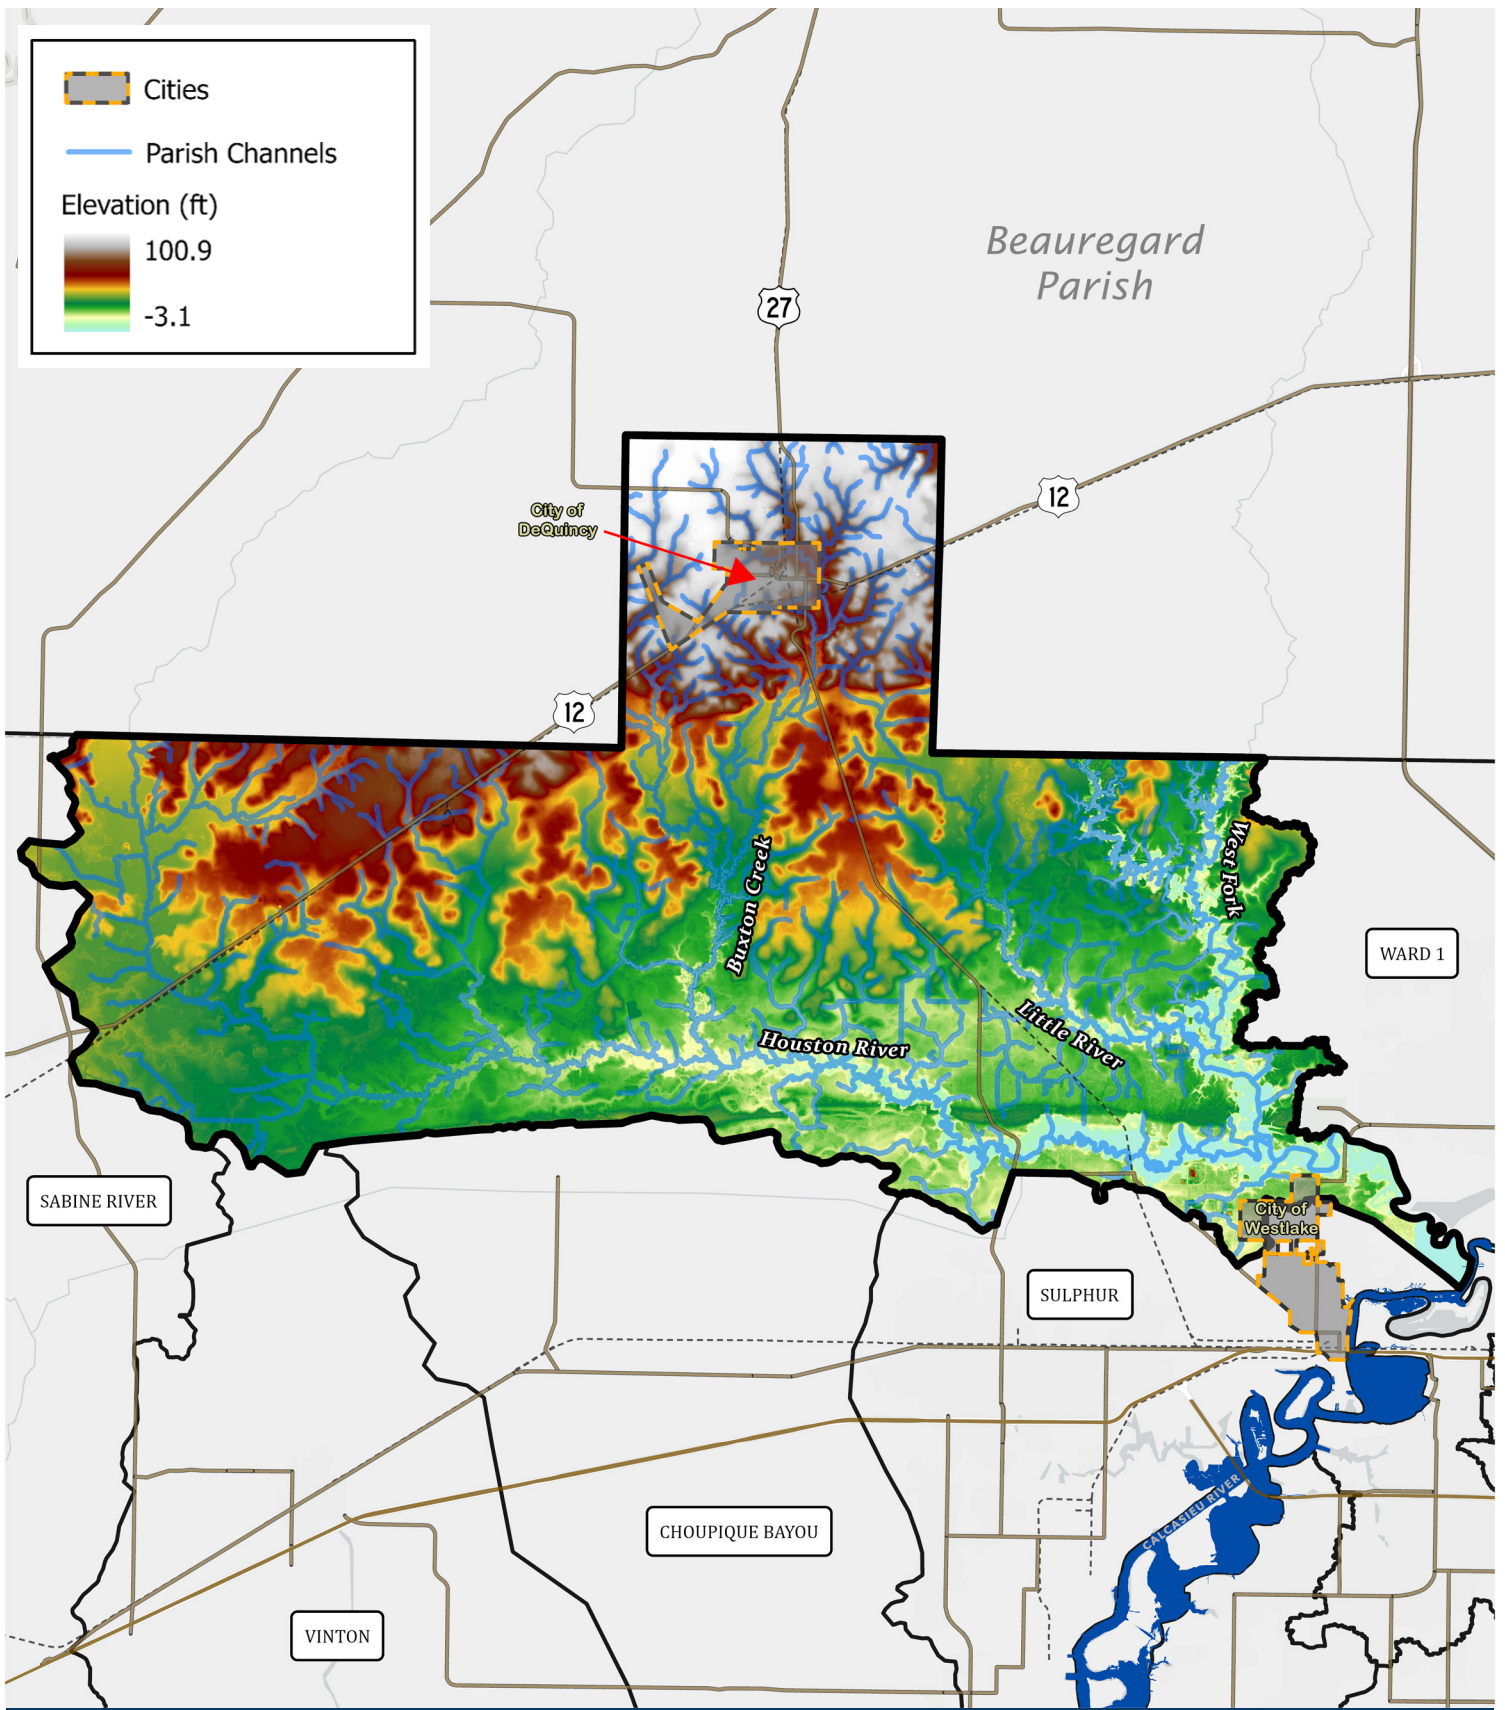 Cities
Parish Channels
Elevation (ft)
100.9
-3.1
Beauregard
Parish
27
12
City of
DeQuincy
12
West Fork
Buxton Creek
WARD 1
Little River
Houston River
SABINE RIVER
City of
Westlake
SULPHUR
CALCASIEU RIVER
CHOUPIQUE BAYOU
VINTON